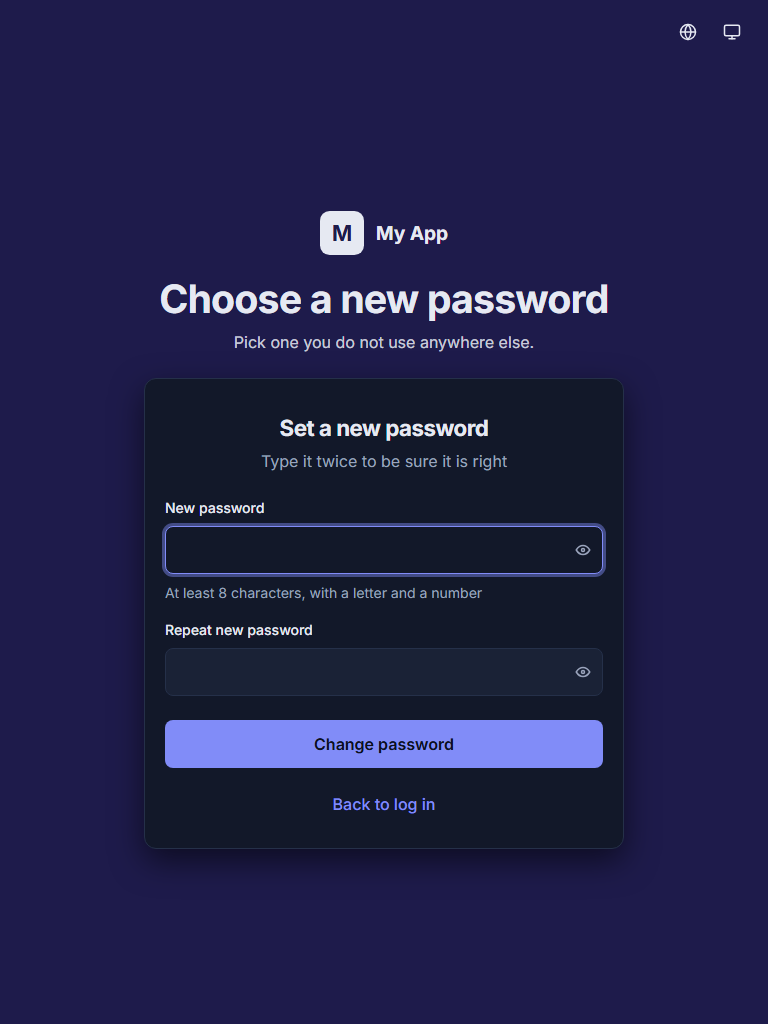 M
My App
Choose a new password
Pick one you do not use anywhere else.
Set a new password
Type it twice to be sure it is right
New password
At least 8 characters, with a letter and a number
Repeat new password
Change password
Back to log in